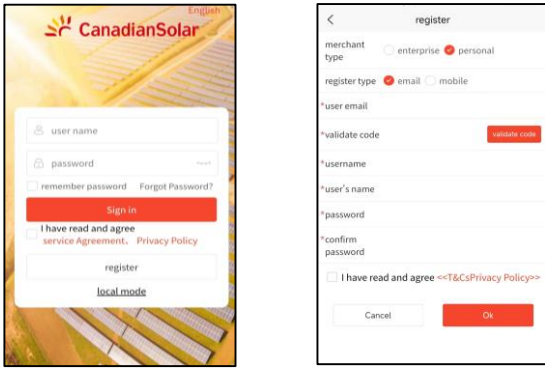 English
CanadianSolar
user name
password
remember password Forgot Password?
Sign in
I have read and agree
service Agreement、 Privacy Policy
register
local mode
register
merchant
type
enterprise personal
register type email mobile
*user email
*validate code validate code
*username
*user's name
*password
*confirm
password
I have read and agree <<T&CsPrivacy Policy>>
Cancel Ok